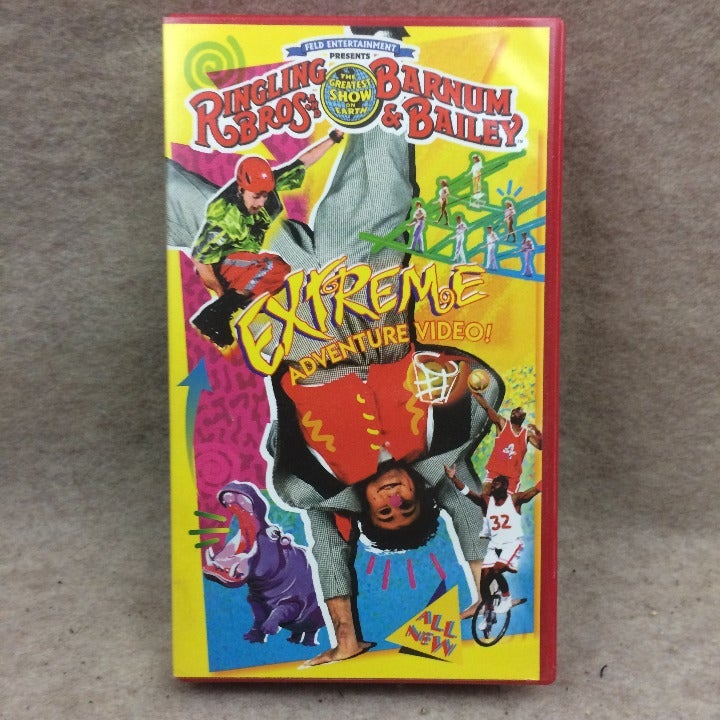 FELD ENTERTAINMENT
PRESENTS
RINGLING BROS. AND BARNUM & BAILEY
THE GREATEST SHOW ON EARTH
EXTREME
ADVENTURE VIDEO!
32
ALL NEW